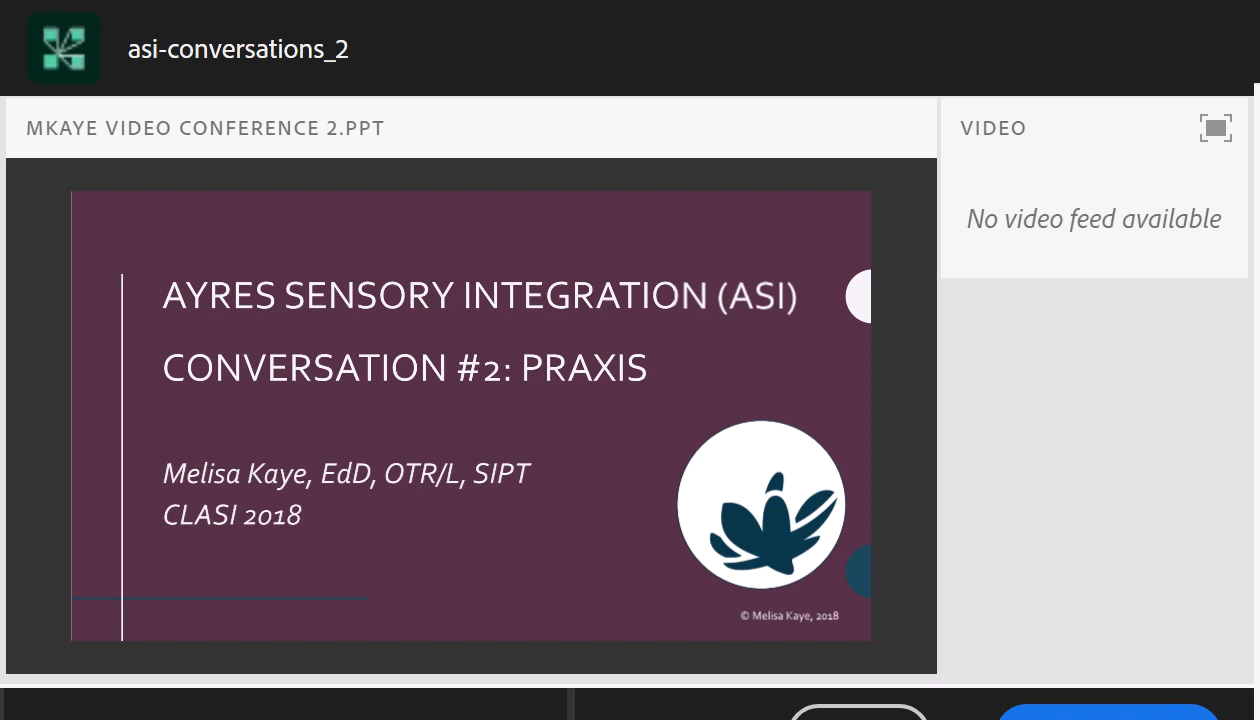 asi-conversations_2
MKAYE VIDEO CONFERENCE 2.PPT
VIDEO
No video feed available
AYRES SENSORY INTEGRATION (ASI)
CONVERSATION #2: PRAXIS
Melisa Kaye, EdD, OTR/L, SIPT
CLASI 2018
© Melisa Kaye, 2018